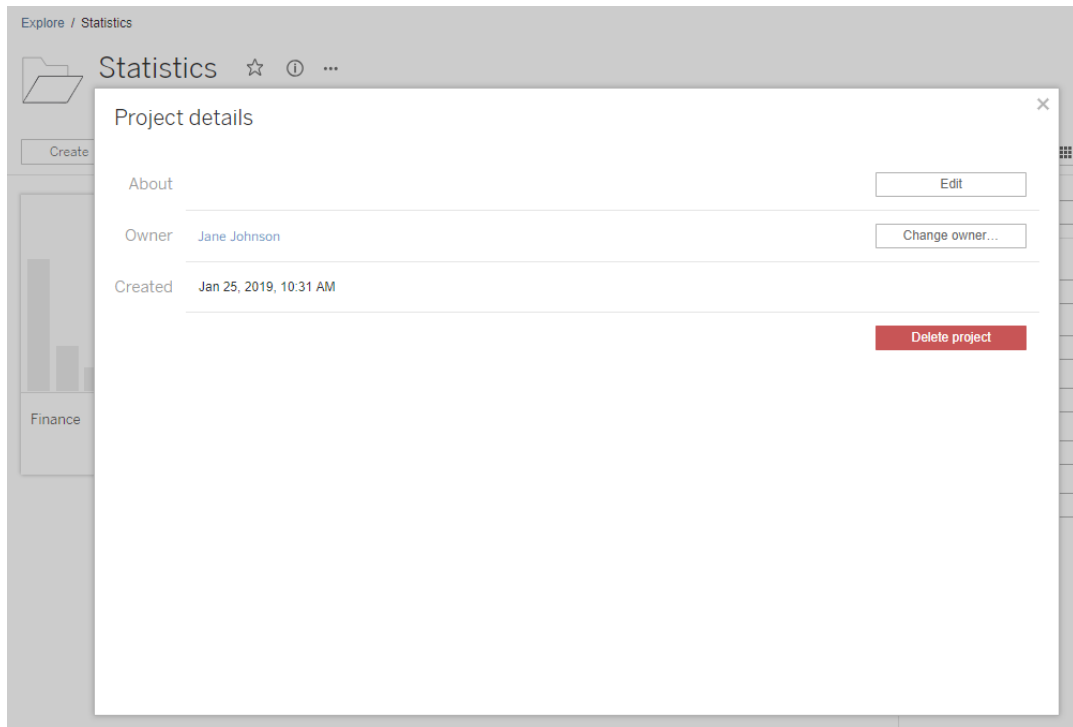 Explore / Statistics
Statistics
Project details
Create
About
Edit
Owner Jane Johnson
Change owner...
Created Jan 25, 2019, 10:31 AM
Delete project
Finance